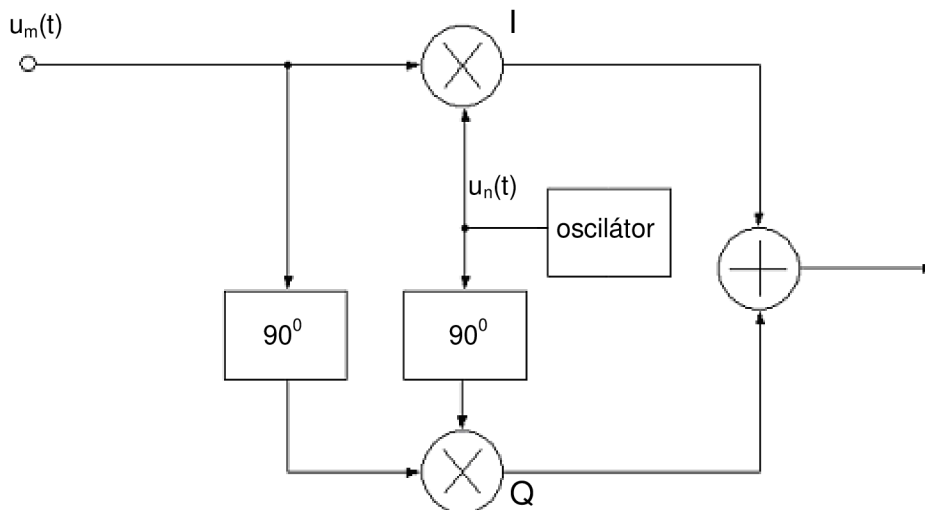 uₘ(t)
I
uₙ(t)
oscilátor
90⁰
90⁰
Q